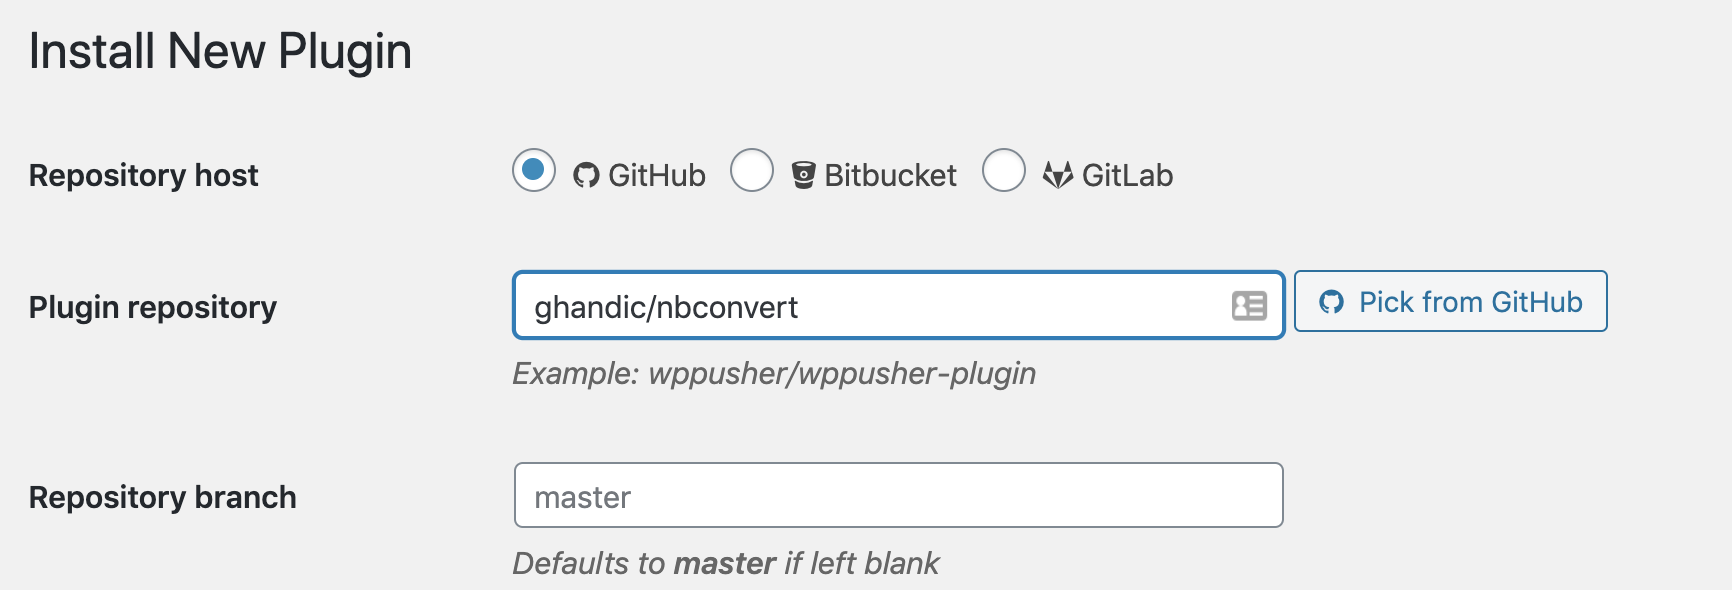 Install New Plugin
Repository host GitHub Bitbucket GitLab
Plugin repository ghandic/nbconvert Pick from GitHub
Example: wppusher/wppusher-plugin
Repository branch master
Defaults to master if left blank